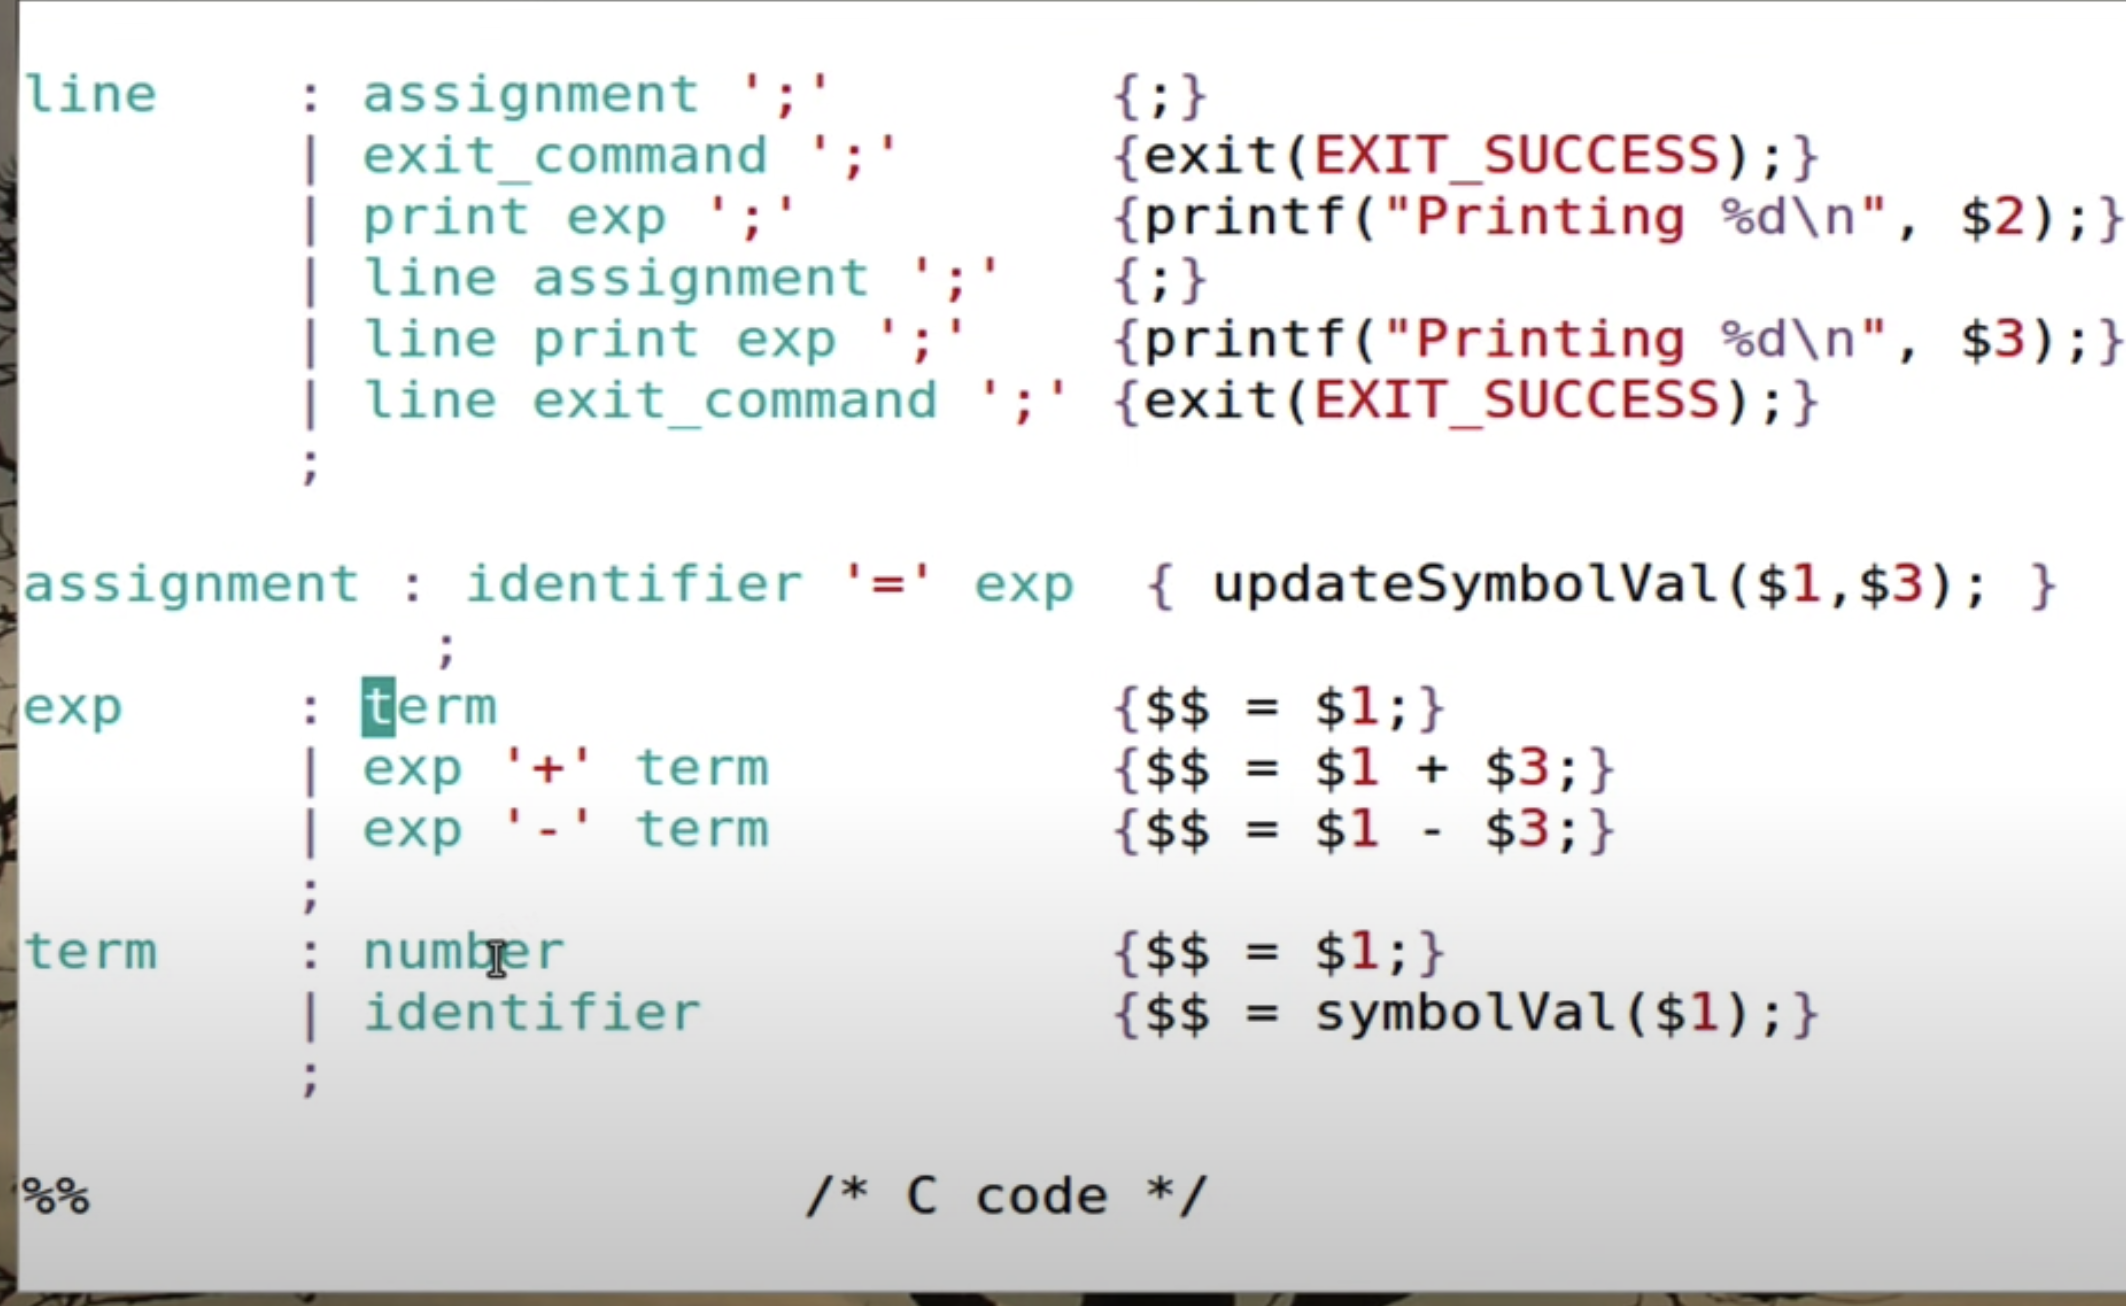 line : assignment ';' {;}
| exit_command ';' {exit(EXIT_SUCCESS);}
| print exp ';' {printf("Printing %d\n", $2);}
| line assignment ';' {;}
| line print exp ';' {printf("Printing %d\n", $3);}
| line exit_command ';' {exit(EXIT_SUCCESS);}
;
assignment : identifier '=' exp { updateSymbolVal($1,$3); }
;
exp : term {$$ = $1;}
| exp '+' term {$$ = $1 + $3;}
| exp '-' term {$$ = $1 - $3;}
;
term : number {$$ = $1;}
| identifier {$$ = symbolVal($1);}
;
%% /* C code */